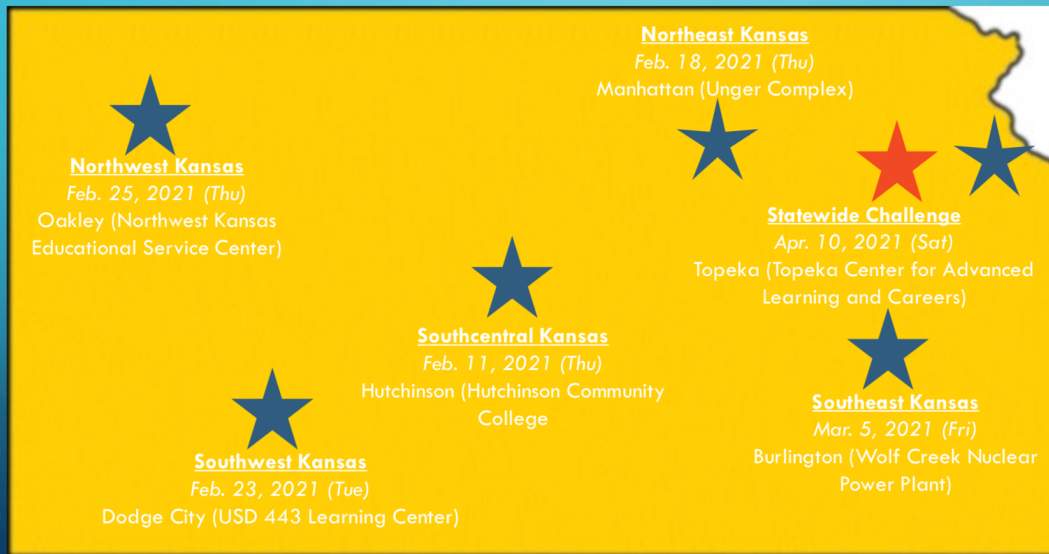 Northeast Kansas
Feb. 18, 2021 (Thu)
Manhattan (Unger Complex)
Northwest Kansas
Feb. 25, 2021 (Thu)
Oakley (Northwest Kansas
Educational Service Center)
Statewide Challenge
Apr. 10, 2021 (Sat)
Topeka (Topeka Center for Advanced
Learning and Careers)
Southcentral Kansas
Feb. 11, 2021 (Thu)
Hutchinson (Hutchinson Community
College
Southeast Kansas
Mar. 5, 2021 (Fri)
Burlington (Wolf Creek Nuclear
Power Plant)
Southwest Kansas
Feb. 23, 2021 (Tue)
Dodge City (USD 443 Learning Center)